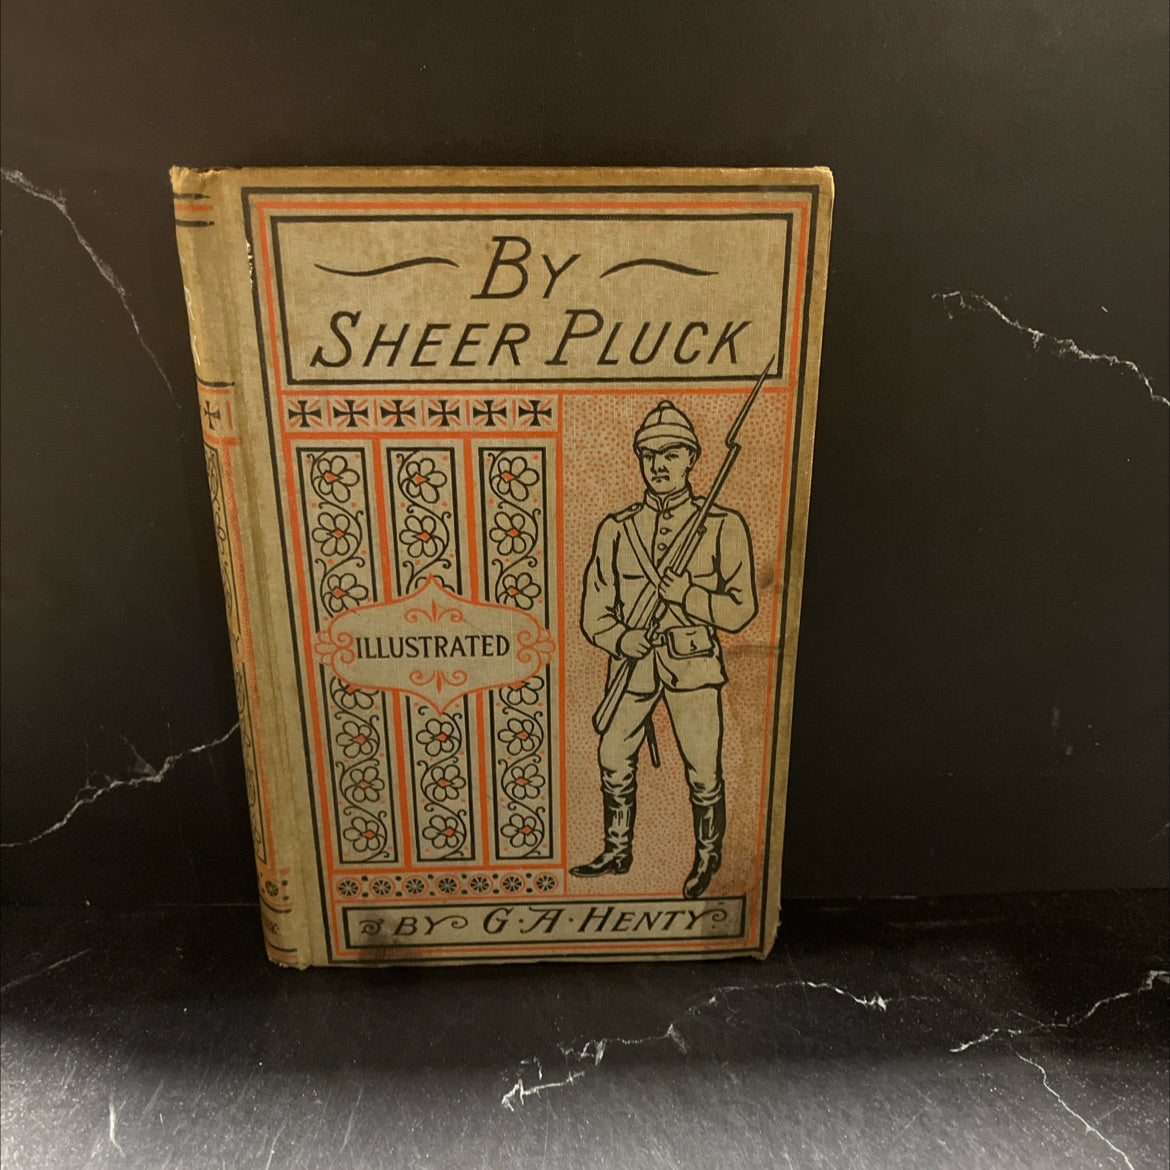 By
Sheer Pluck
ILLUSTRATED
BY G·A·HENTY